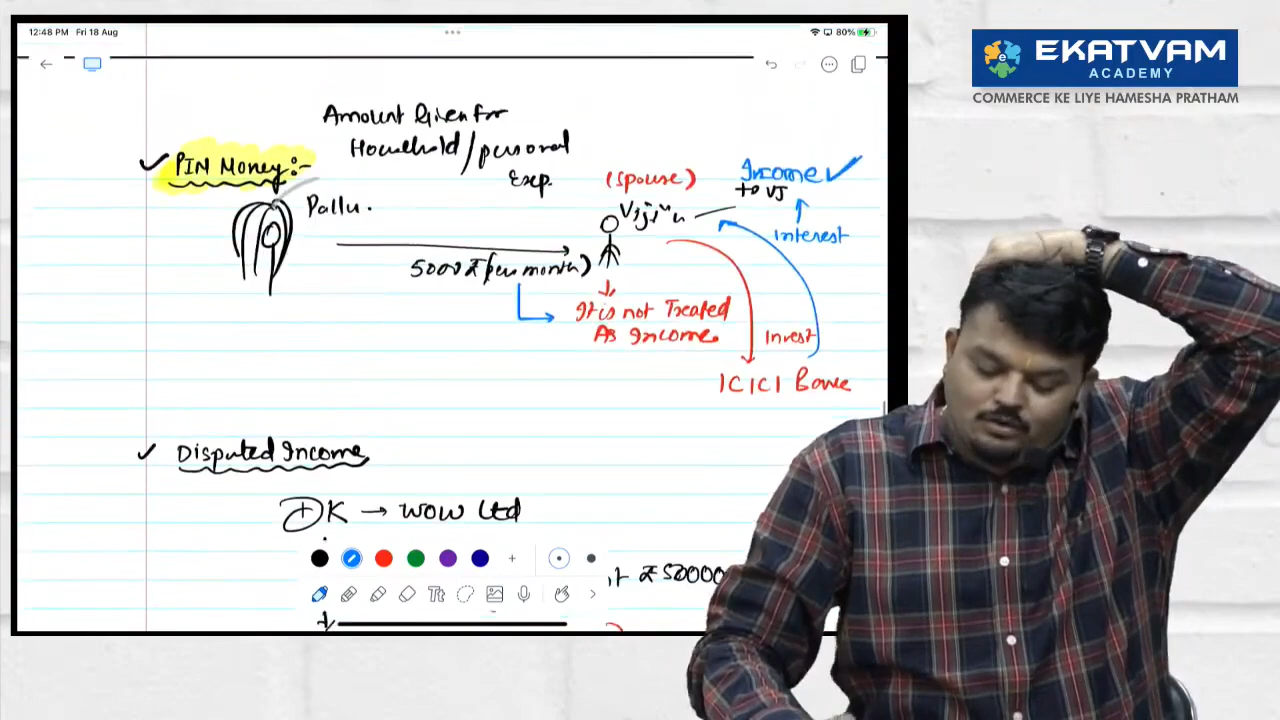 12:48 PM Fri 18 Aug
80%
EKATVAM
ACADEMY
COMMERCE KE LIYE HAMESHA PRATHAM
Amount Given for
Household/personal
Exp.
PIN Money:-
Pallu.
(Spouse)
Income
to VJ
Interest
5000₹(per month)
It is not Treated
As Income.
Invest
ICICI Bank
Disputed Income
DK → WOW Ltd
₹50000